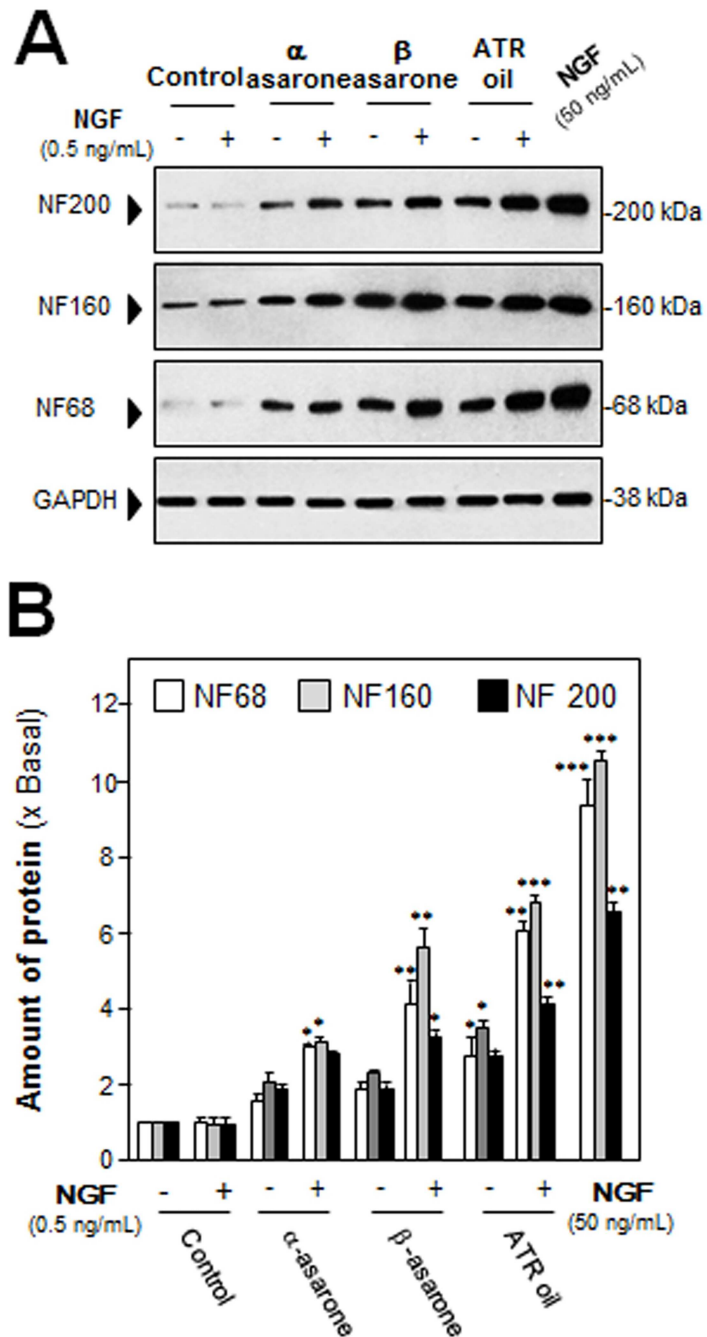 A
Control
α
asarone
β
asarone
ATR
oil
NGF
(50 ng/mL)
NGF
(0.5 ng/mL)
- + - + - + - +
NF200
-200 kDa
NF160
-160 kDa
NF68
-68 kDa
GAPDH
-38 kDa
B
NF68 NF160 NF 200
Amount of protein (x Basal)
12
10
8
6
4
2
0
* * ** ** * * * ** *** ** *** *** **
NGF
(0.5 ng/mL)
- + - + - + - +
NGF
(50 ng/mL)
Control
α-asarone
β-asarone
ATR oil